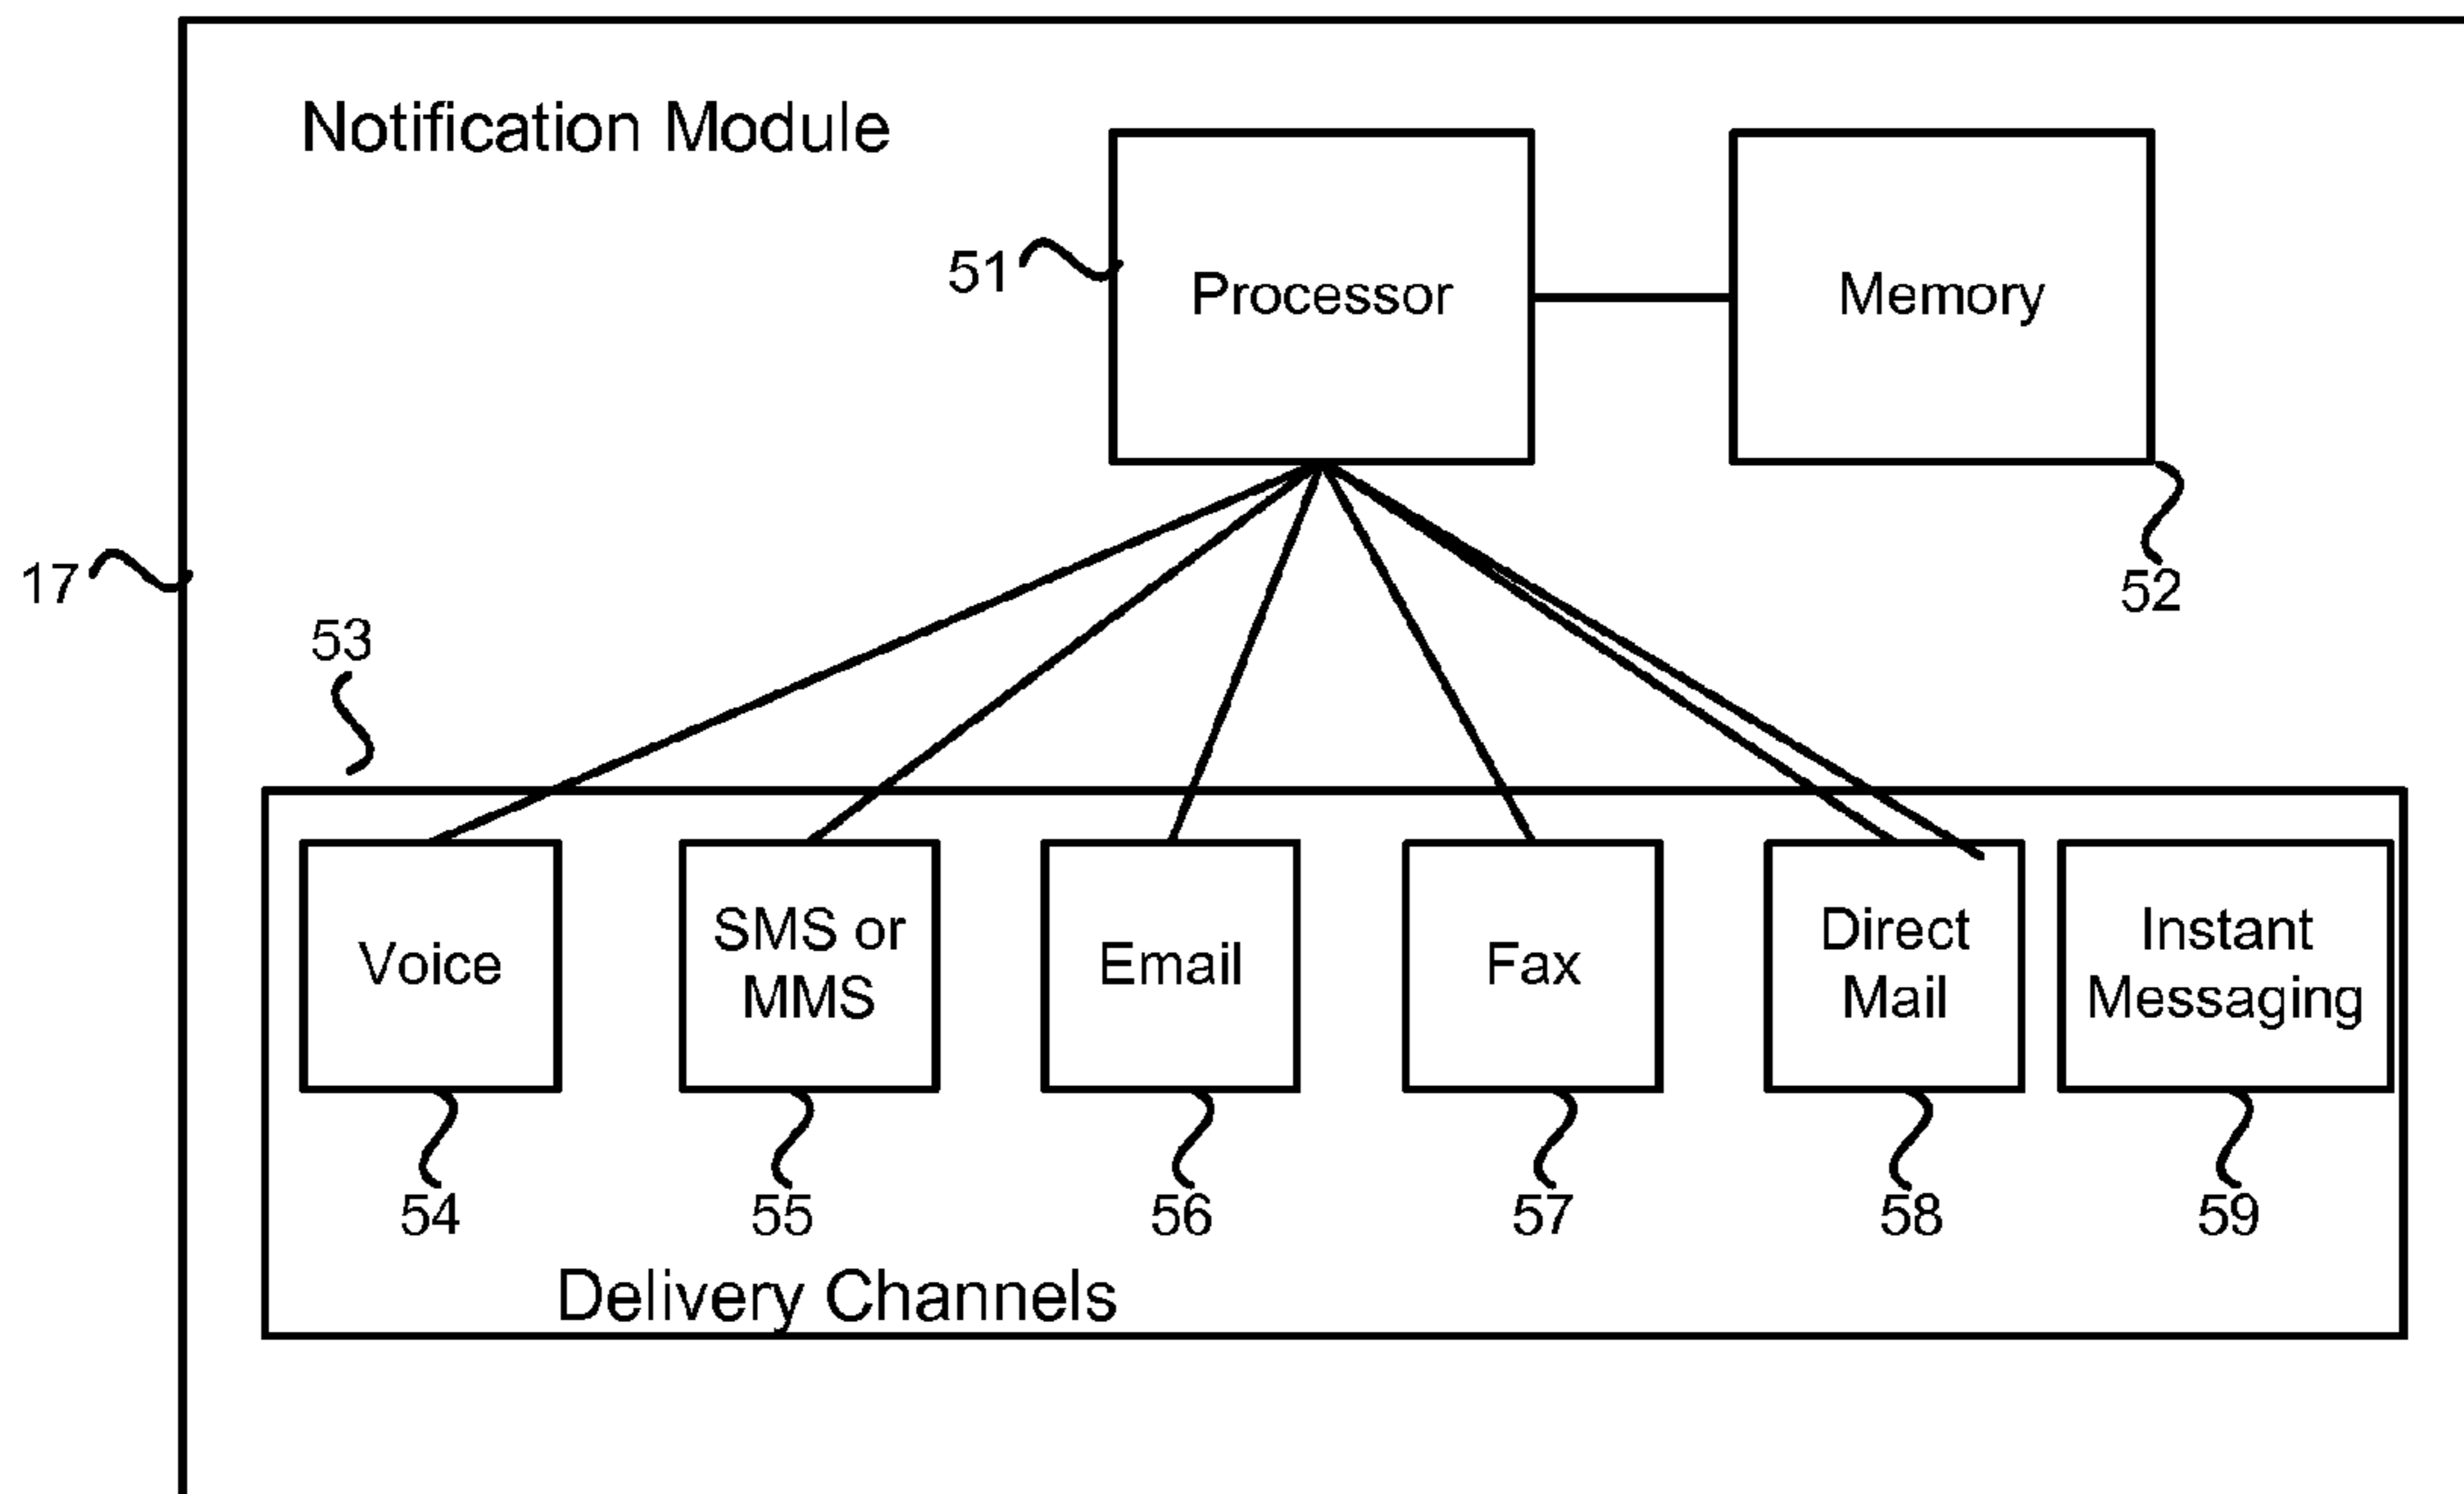 Notification Module
51
Processor
Memory
17
52
53
Voice
SMS or
MMS
Email
Fax
Direct
Mail
Instant
Messaging
54
55
56
57
58
59
Delivery Channels